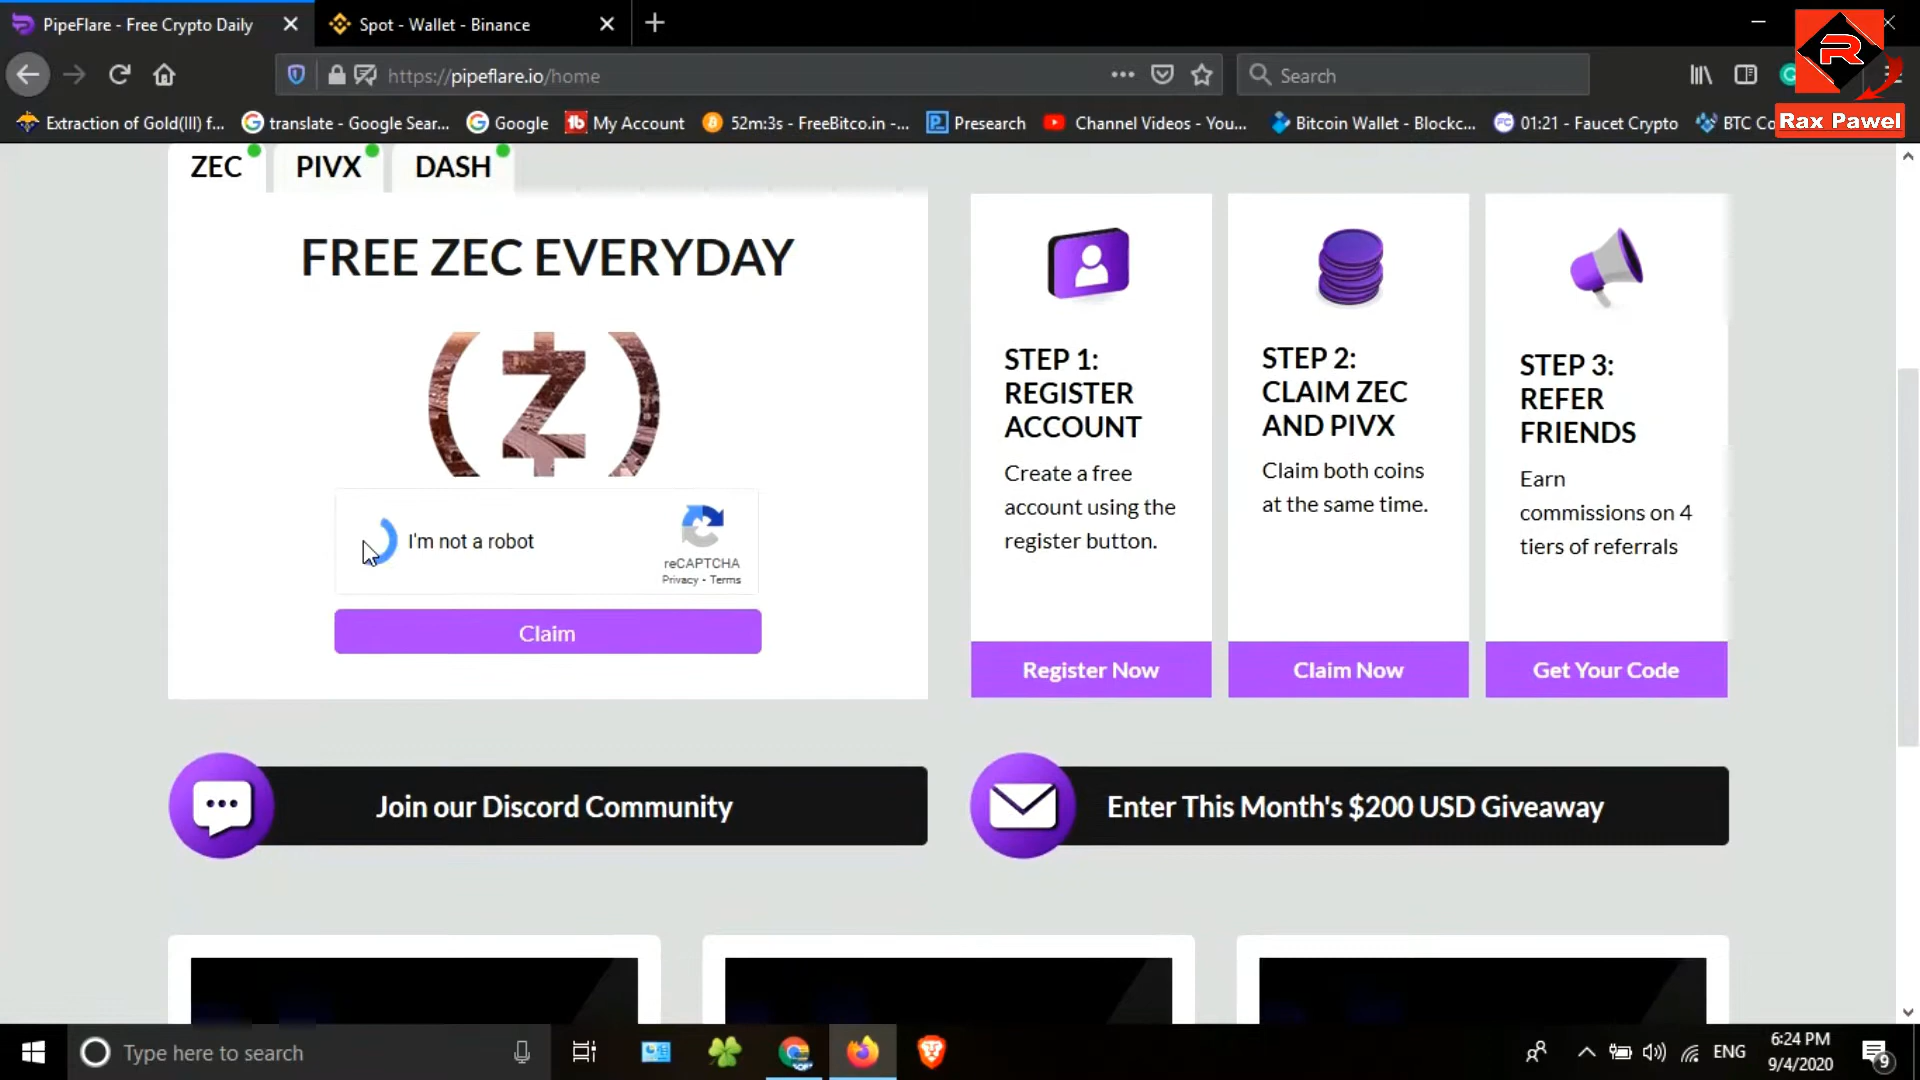 PipeFlare - Free Crypto Daily
Spot - Wallet - Binance
https://pipeflare.io/home
Search
Extraction of Gold(III) f...
translate - Google Sear...
Google
My Account
52m:3s - FreeBitco.in -...
Presearch
Channel Videos - You...
Bitcoin Wallet - Blockc...
01:21 - Faucet Crypto
BTC Co
R
Rax Pawel
ZEC
PIVX
DASH
FREE ZEC EVERYDAY
I'm not a robot
reCAPTCHA
Privacy - Terms
Claim
STEP 1:
REGISTER
ACCOUNT
Create a free
account using the
register button.
Register Now
STEP 2:
CLAIM ZEC
AND PIVX
Claim both coins
at the same time.
Claim Now
STEP 3:
REFER
FRIENDS
Earn
commissions on 4
tiers of referrals
Get Your Code
Join our Discord Community
Enter This Month's $200 USD Giveaway
Type here to search
ENG
6:24 PM
9/4/2020
9